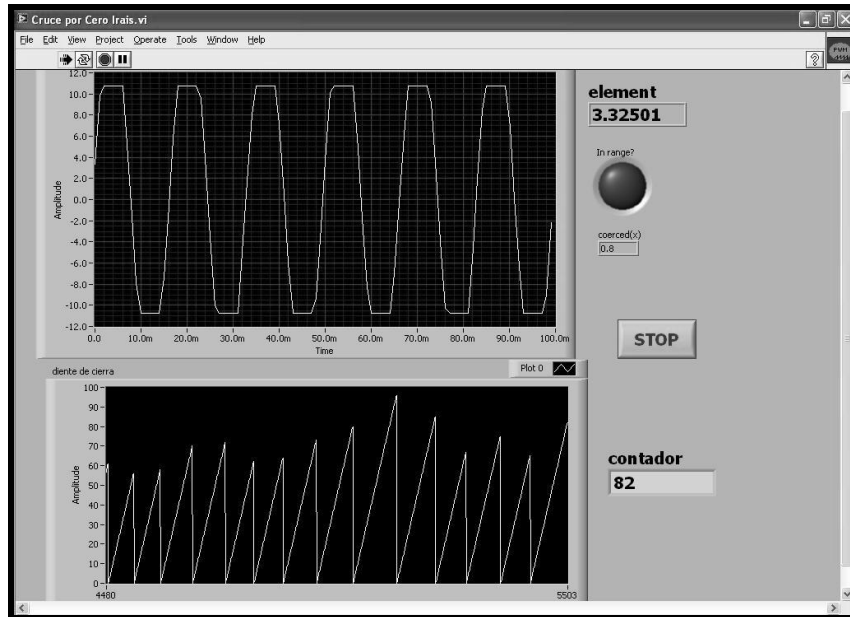 Cruce por Cero Irais.vi
File Edit View Project Operate Tools Window Help
12.0
10.0
8.0
6.0
4.0
2.0
0.0
-2.0
-4.0
-6.0
-8.0
-10.0
-12.0
Amplitude
0.0 10.0m 20.0m 30.0m 40.0m 50.0m 60.0m 70.0m 80.0m 90.0m 100.0m
Time
element
3.32501
In range?
coerced(x)
0.8
STOP
diente de cierra
Plot 0
100
90
80
70
60
50
40
30
20
10
0
Amplitude
4480 5503
contador
82